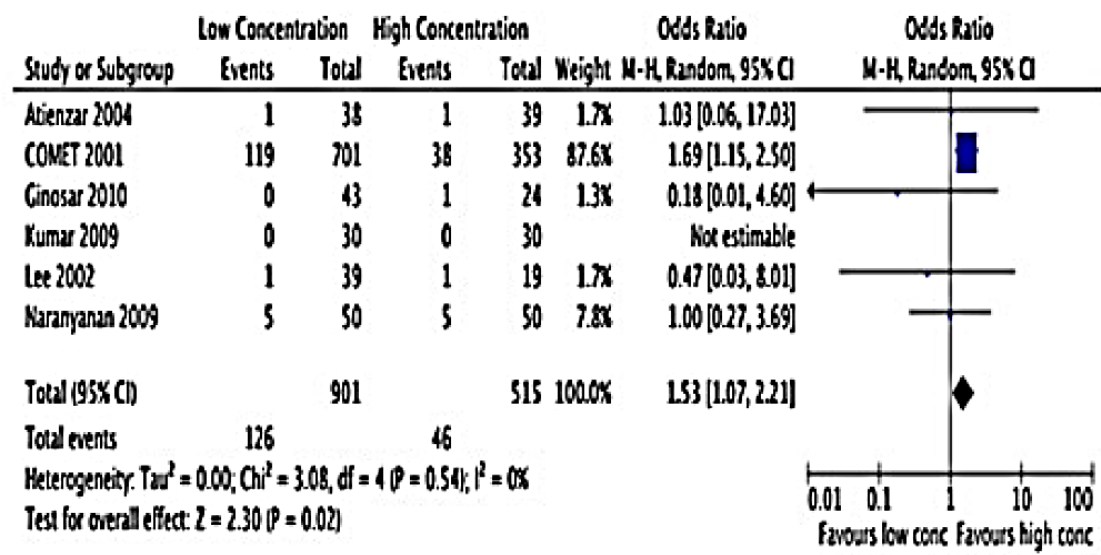 Low Concentration High Concentration Odds Ratio Odds Ratio
Study or Subgroup Events Total Events Total Weight M-H, Random, 95% CI M-H, Random, 95% CI
Atienzar 2004 1 38 1 39 1.7% 1.03 [0.06, 17.03]
COMET 2001 119 701 38 353 87.6% 1.69 [1.15, 2.50]
Ginosar 2010 0 43 1 24 1.3% 0.18 [0.01, 4.60]
Kumar 2009 0 30 0 30 Not estimable
Lee 2002 1 39 1 19 1.7% 0.47 [0.03, 8.01]
Naranyanan 2009 5 50 5 50 7.8% 1.00 [0.27, 3.69]
Total (95% CI) 901 515 100.0% 1.53 [1.07, 2.21]
Total events 126 46
Heterogeneity: Tau² = 0.00; Chi² = 3.08, df = 4 (P = 0.54); I² = 0%
Test for overall effect: Z = 2.30 (P = 0.02)
0.01 0.1 1 10 100
Favours low conc Favours high conc